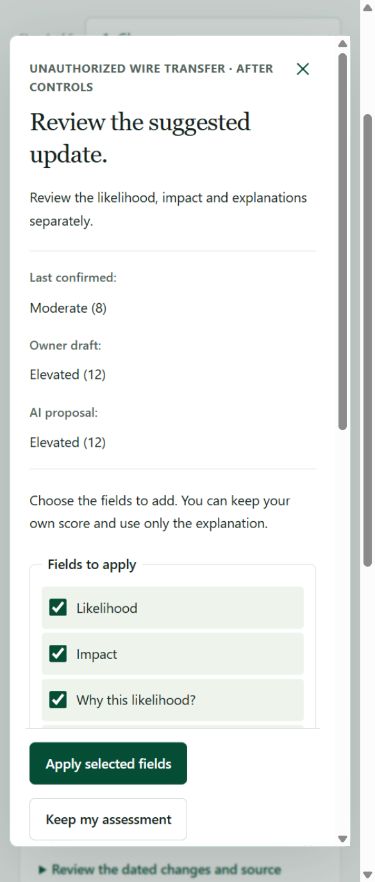 UNAUTHORIZED WIRE TRANSFER · AFTER
CONTROLS
Review the suggested
update.
Review the likelihood, impact and explanations
separately.
Last confirmed:
Moderate (8)
Owner draft:
Elevated (12)
AI proposal:
Elevated (12)
Choose the fields to add. You can keep your
own score and use only the explanation.
Fields to apply
Likelihood
Impact
Why this likelihood?
Apply selected fields
Keep my assessment
Review the dated changes and source